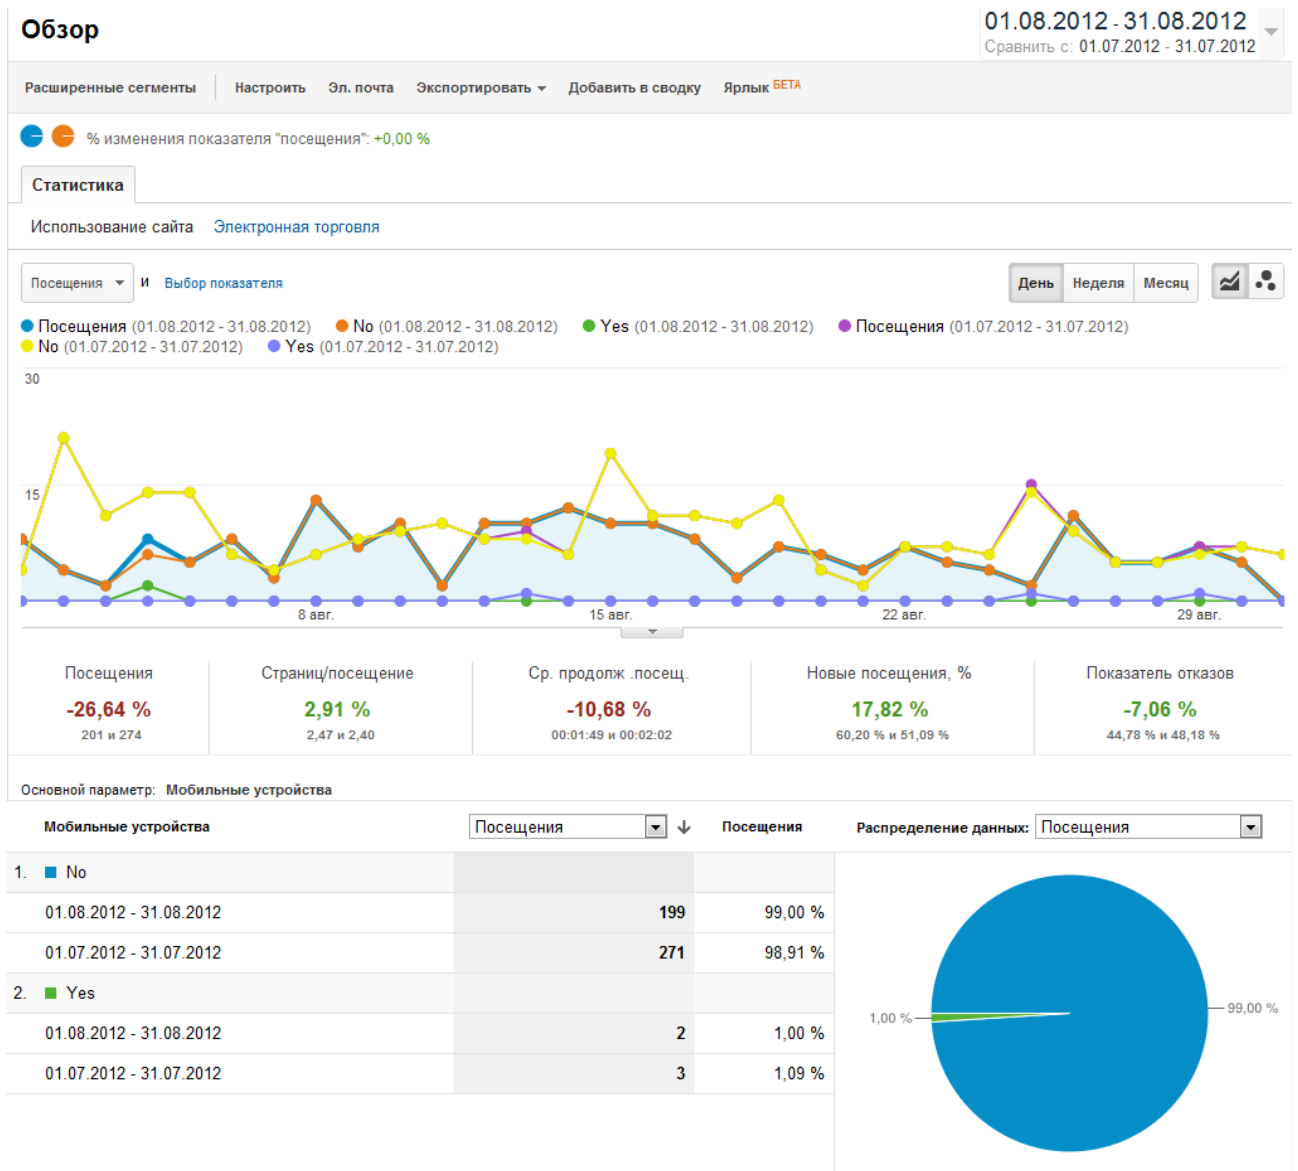 Обзор
01.08.2012 - 31.08.2012
Сравнить с: 01.07.2012 - 31.07.2012
Расширенные сегменты Настроить Эл. почта Экспортировать Добавить в сводку Ярлык БЕТА
% изменения показателя "посещения": +0,00 %
Статистика
Использование сайта Электронная торговля
Посещения и Выбор показателя День Неделя Месяц
Посещения (01.08.2012 - 31.08.2012) No (01.08.2012 - 31.08.2012) Yes (01.08.2012 - 31.08.2012) Посещения (01.07.2012 - 31.07.2012)
No (01.07.2012 - 31.07.2012) Yes (01.07.2012 - 31.07.2012)
30
15
8 авг. 15 авг. 22 авг. 29 авг.
Посещения Страниц/посещение Ср. продолж .посещ. Новые посещения, % Показатель отказов
-26,64 % 2,91 % -10,68 % 17,82 % -7,06 %
201 и 274 2,47 и 2,40 00:01:49 и 00:02:02 60,20 % и 51,09 % 44,78 % и 48,18 %
Основной параметр: Мобильные устройства
Мобильные устройства Посещения Посещения Распределение данных: Посещения
1. No
01.08.2012 - 31.08.2012 199 99,00 %
01.07.2012 - 31.07.2012 271 98,91 %
2. Yes
01.08.2012 - 31.08.2012 2 1,00 %
01.07.2012 - 31.07.2012 3 1,09 %
1,00 % 99,00 %